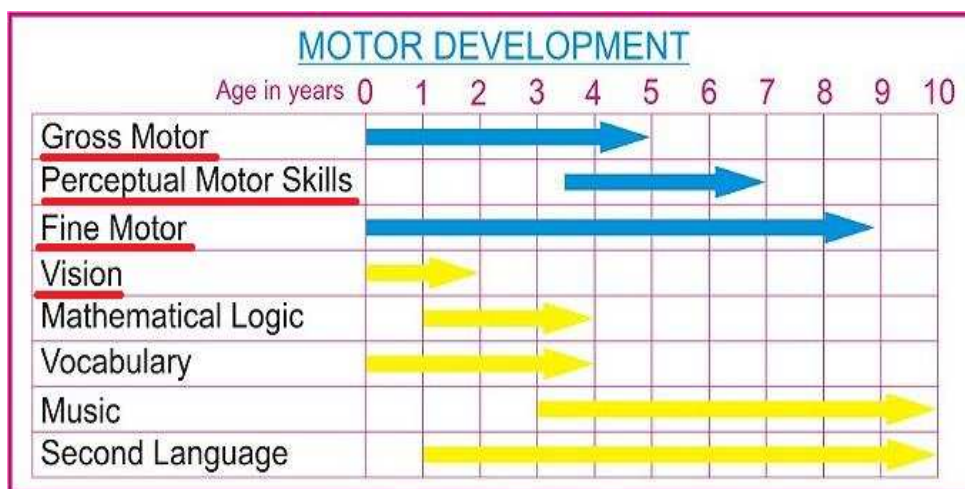 MOTOR DEVELOPMENT
Age in years 0 1 2 3 4 5 6 7 8 9 10
Gross Motor
Perceptual Motor Skills
Fine Motor
Vision
Mathematical Logic
Vocabulary
Music
Second Language